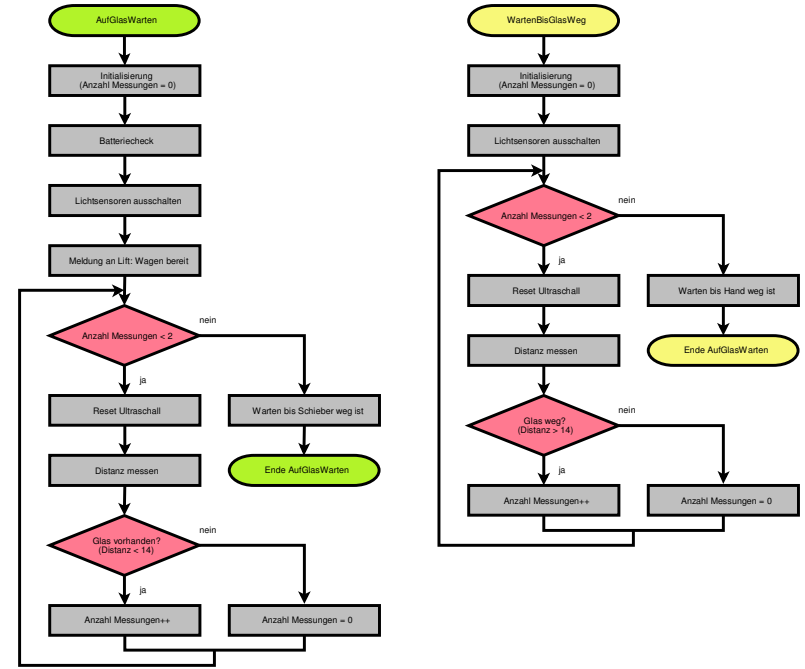 AufGlasWarten
Initialisierung
(Anzahl Messungen = 0)
Batteriecheck
Lichtsensoren ausschalten
Meldung an Lift: Wagen bereit
Anzahl Messungen < 2
nein
ja
Reset Ultraschall
Warten bis Schieber weg ist
Distanz messen
Ende AufGlasWarten
Glas vorhanden?
(Distanz < 14)
nein
ja
Anzahl Messungen++
Anzahl Messungen = 0
WartenBisGlasWeg
Initialisierung
(Anzahl Messungen = 0)
Lichtsensoren ausschalten
Anzahl Messungen < 2
nein
ja
Reset Ultraschall
Warten bis Hand weg ist
Distanz messen
Ende AufGlasWarten
Glas weg?
(Distanz > 14)
nein
ja
Anzahl Messungen++
Anzahl Messungen = 0